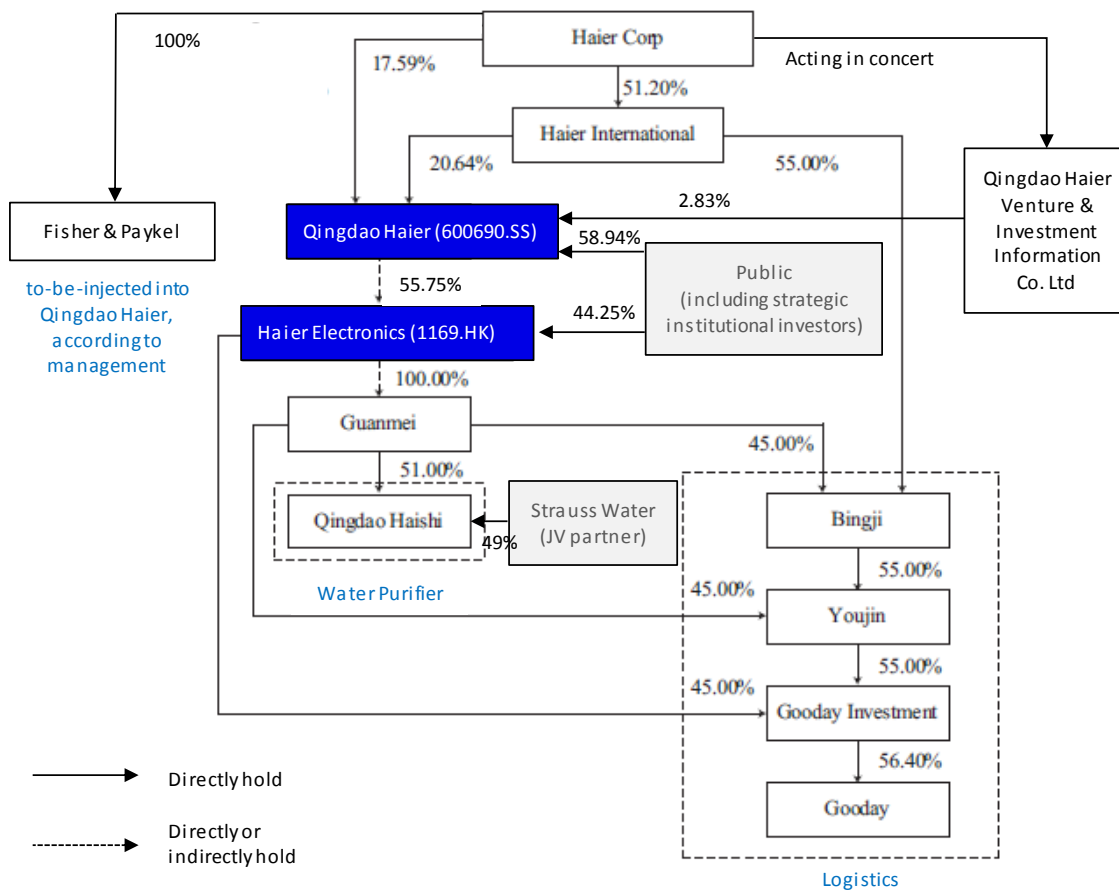 Haier Corp
100%
17.59%
Acting in concert
51.20%
Haier International
20.64%
55.00%
Qingdao Haier
Venture &
Investment
Information
Co. Ltd
2.83%
Fisher & Paykel
Qingdao Haier (600690.SS)
58.94%
Public
(including strategic
institutional investors)
to-be-injected into
Qingdao Haier,
according to
management
55.75%
Haier Electronics (1169.HK)
44.25%
100.00%
Guanmei
45.00%
51.00%
Qingdao Haishi
49%
Strauss Water
(JV partner)
Bingji
55.00%
Water Purifier
45.00%
Youjin
55.00%
45.00%
Gooday Investment
56.40%
Gooday
Directly hold
Directly or
indirectly hold
Logistics